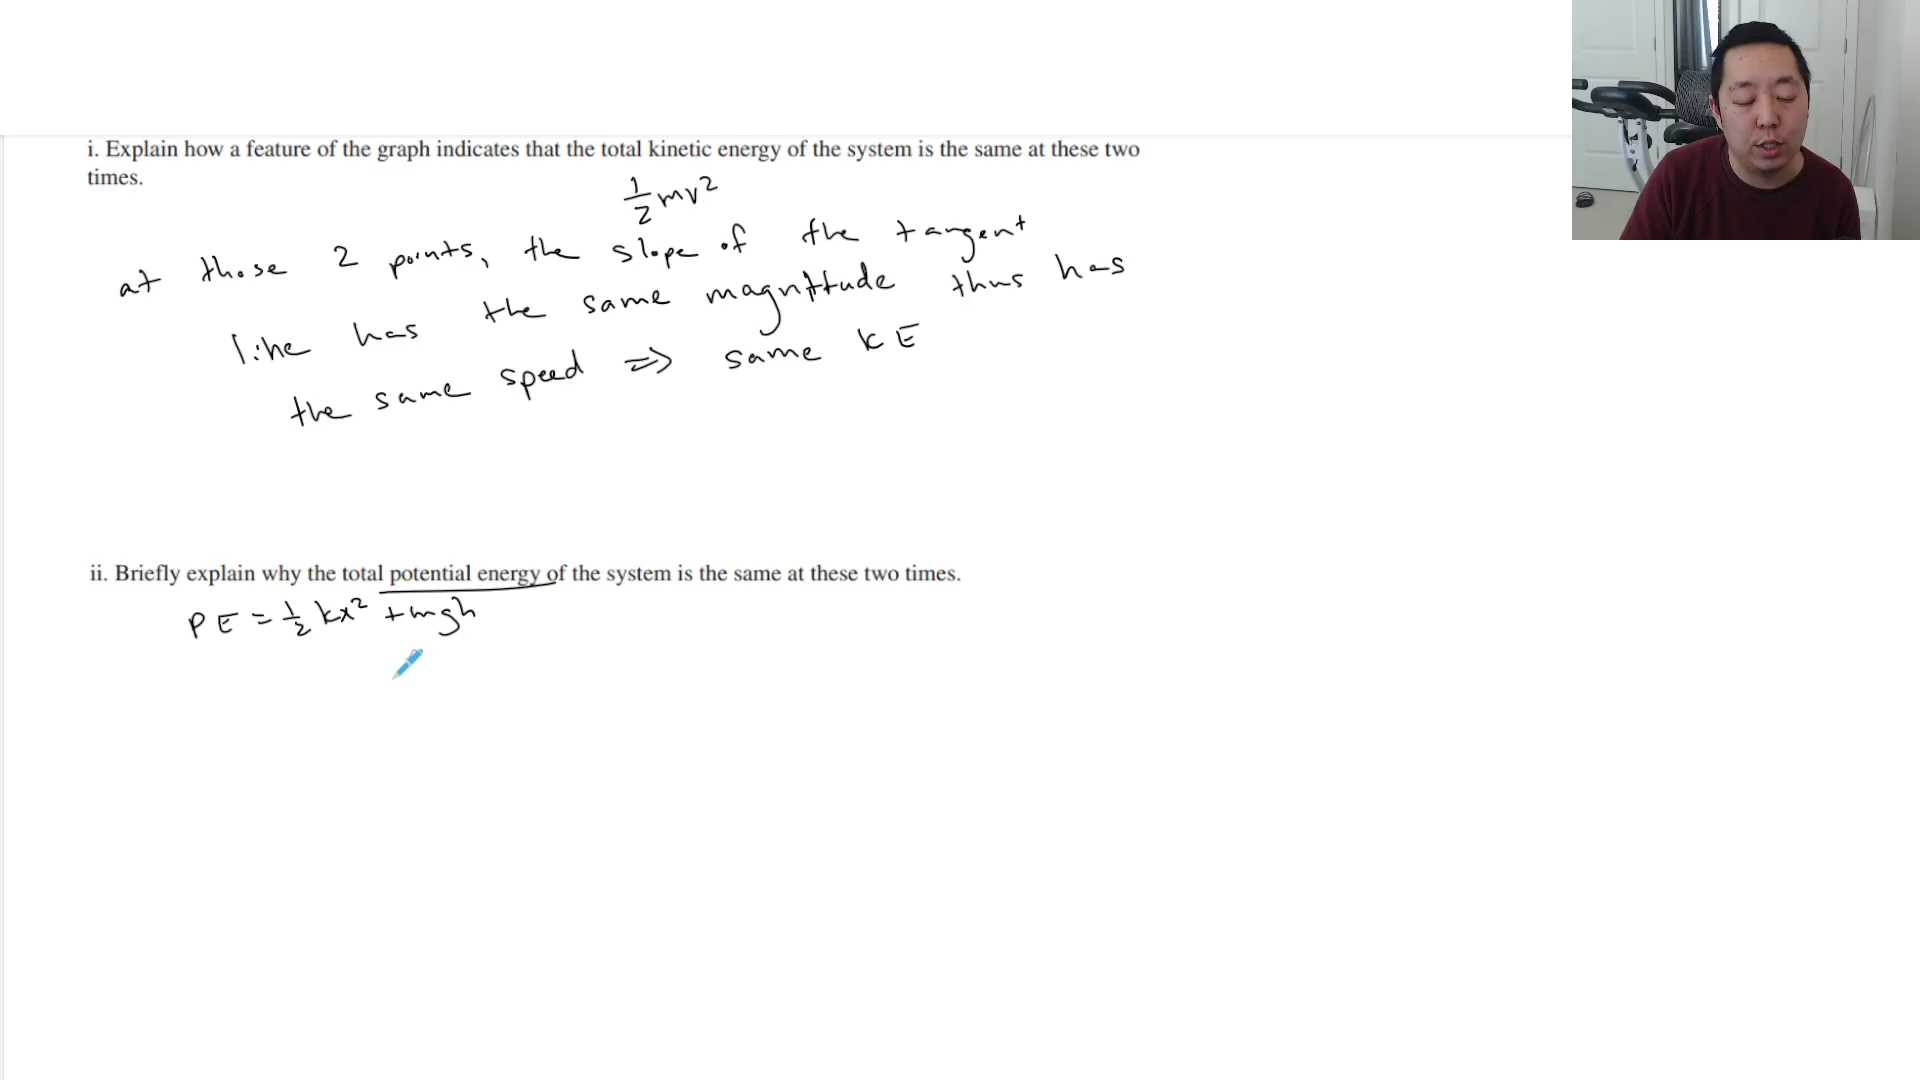 i. Explain how a feature of the graph indicates that the total kinetic energy of the system is the same at these two
times.
1/2 mv²
at those 2 points, the slope of the tangent
line has the same magnitude thus has
the same speed => same KE
ii. Briefly explain why the total potential energy of the system is the same at these two times.
PE = 1/2 kx² + mgh